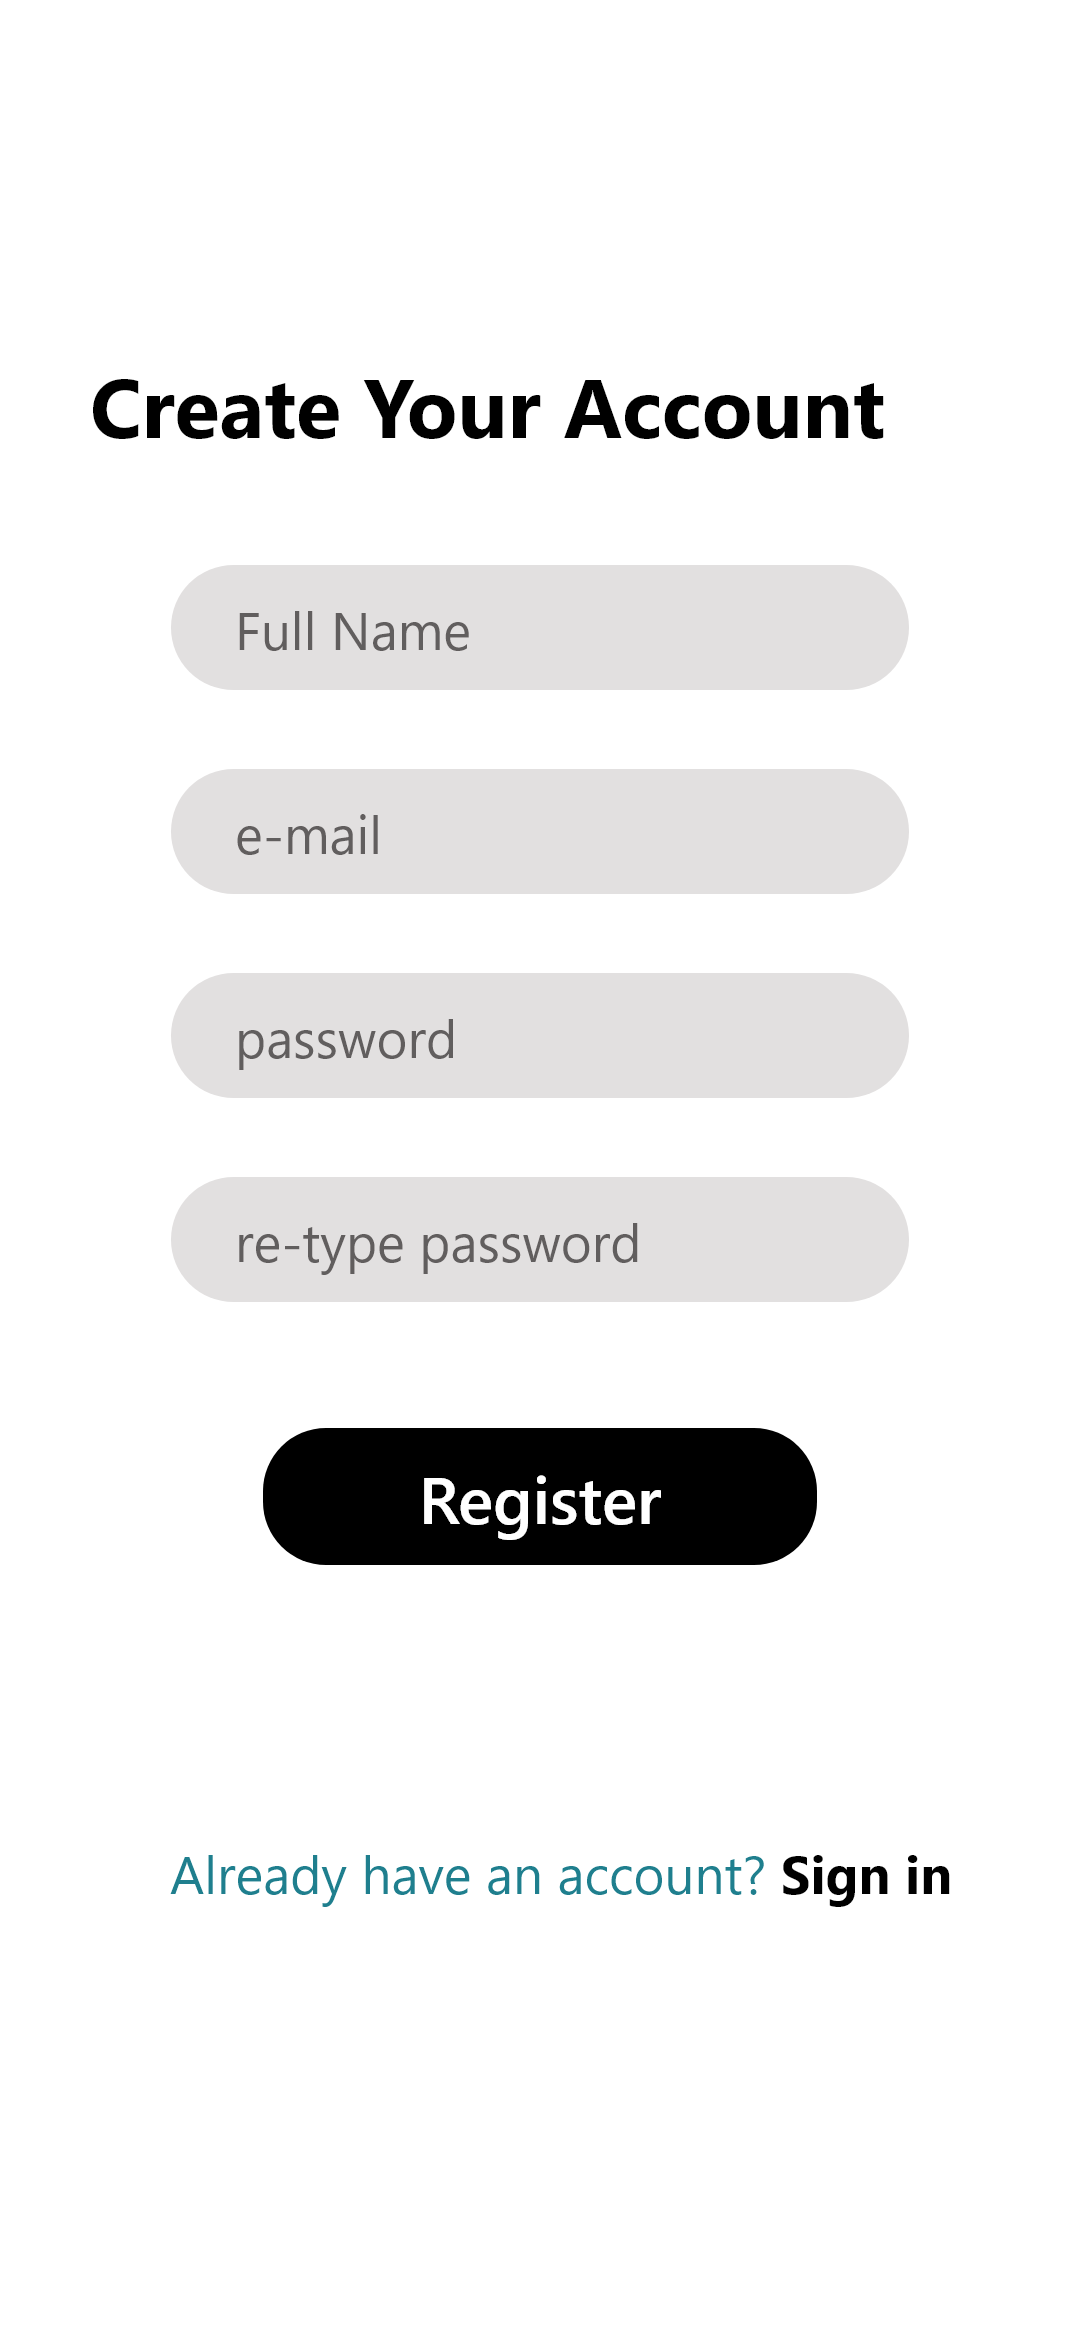 Create Your Account
Full Name
e-mail
password
re-type password
Register
Already have an account? Sign in